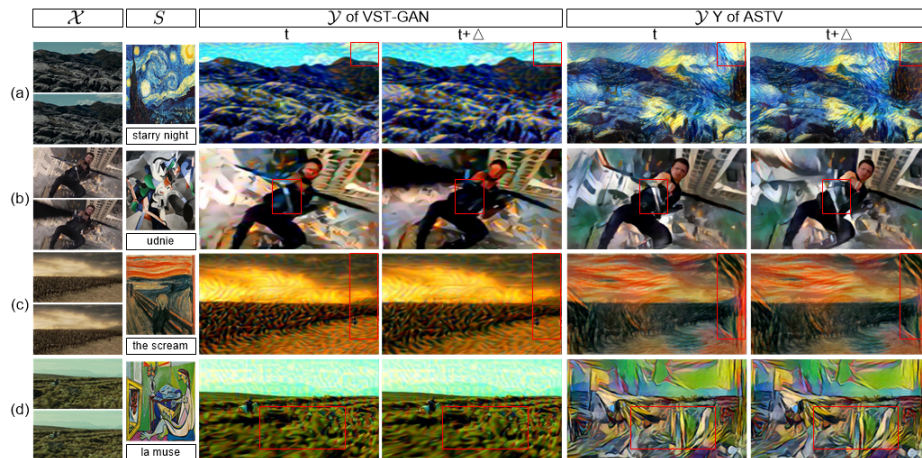 𝒳 S 𝒴 of VST-GAN 𝒴 Y of ASTV
t t+△ t t+△
(a)
starry night
(b)
udnie
(c)
the scream
(d)
la muse